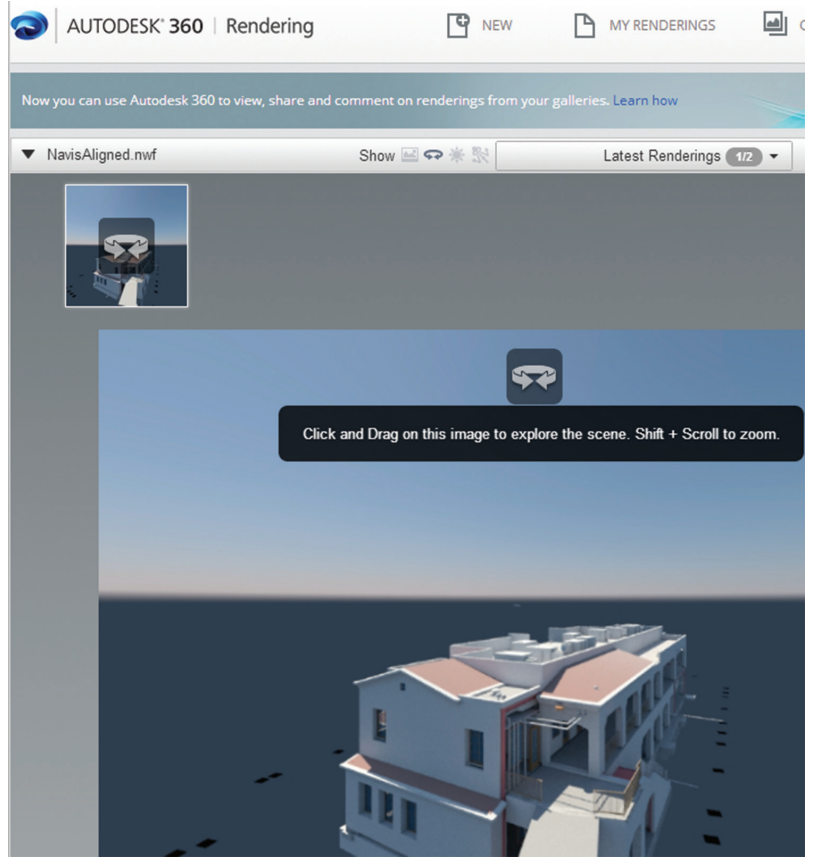 AUTODESK® 360 | Rendering
NEW
MY RENDERINGS
Now you can use Autodesk 360 to view, share and comment on renderings from your galleries. Learn how
NavisAligned.nwf
Show
Latest Renderings 1/2
Click and Drag on this image to explore the scene. Shift + Scroll to zoom.